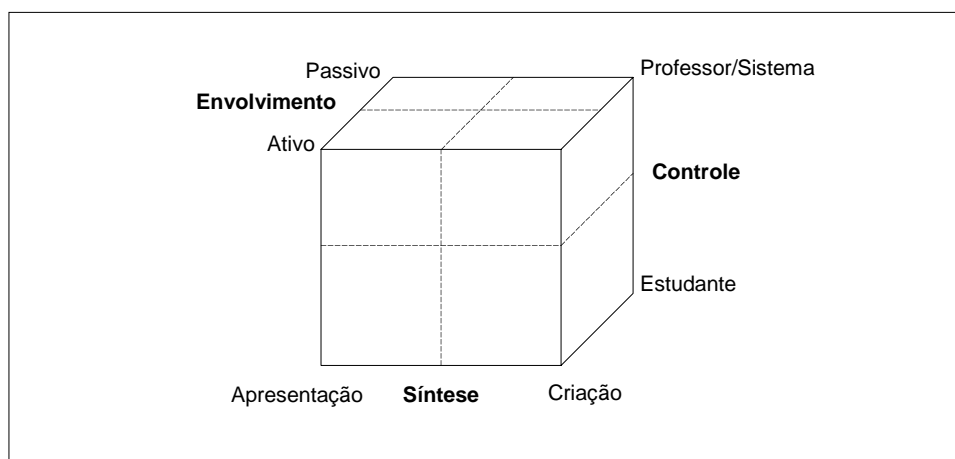 Passivo
Professor/Sistema
Envolvimento
Ativo
Controle
Estudante
Apresentação Síntese Criação